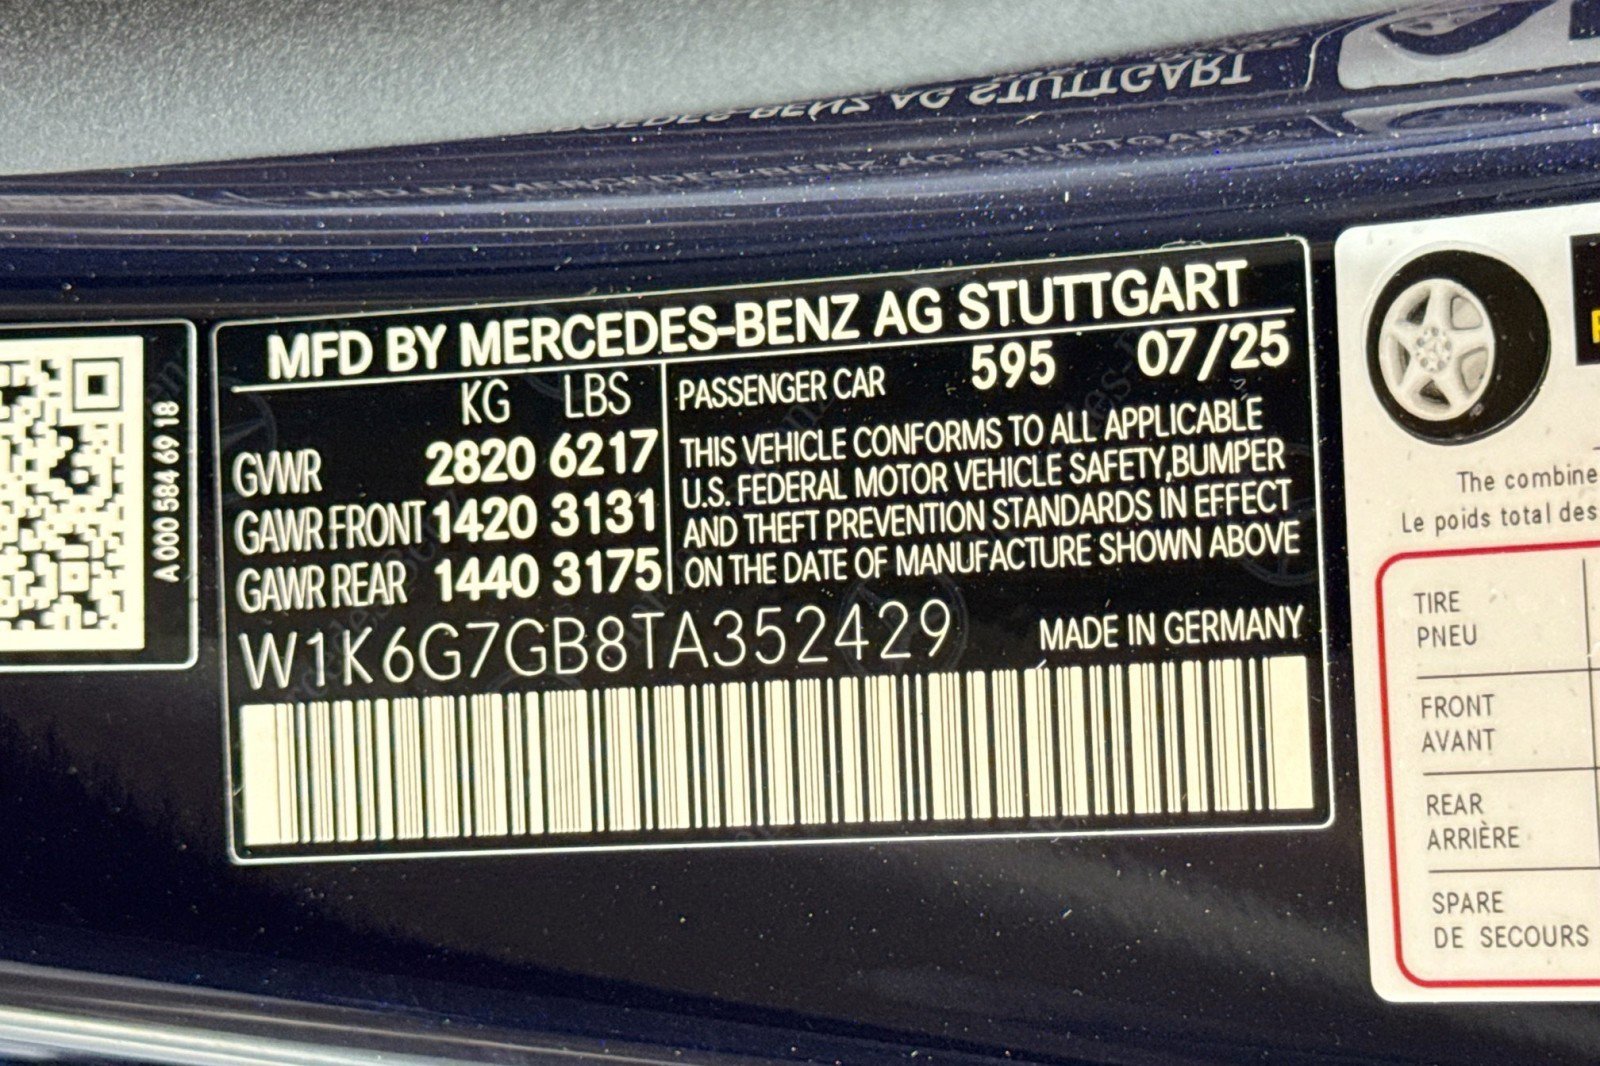 A 000 584 69 18
MFD BY MERCEDES-BENZ AG STUTTGART
KG LBS
GVWR 2820 6217
GAWR FRONT 1420 3131
GAWR REAR 1440 3175
PASSENGER CAR 595 07/25
THIS VEHICLE CONFORMS TO ALL APPLICABLE
U.S. FEDERAL MOTOR VEHICLE SAFETY,BUMPER
AND THEFT PREVENTION STANDARDS IN EFFECT
ON THE DATE OF MANUFACTURE SHOWN ABOVE
W1K6G7GB8TA352429
MADE IN GERMANY
The combine
Le poids total des
TIRE
PNEU
FRONT
AVANT
REAR
ARRIÈRE
SPARE
DE SECOURS